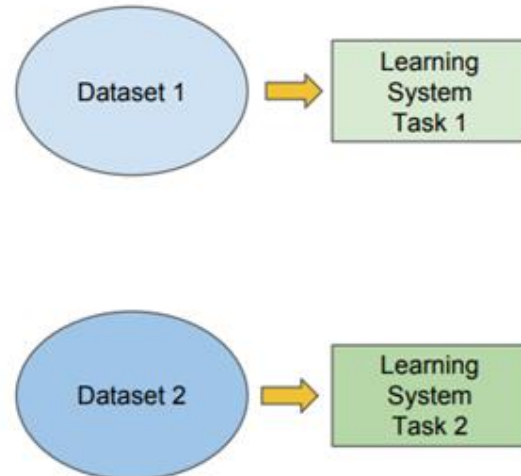 Dataset 1
Learning
System
Task 1
Dataset 2
Learning
System
Task 2